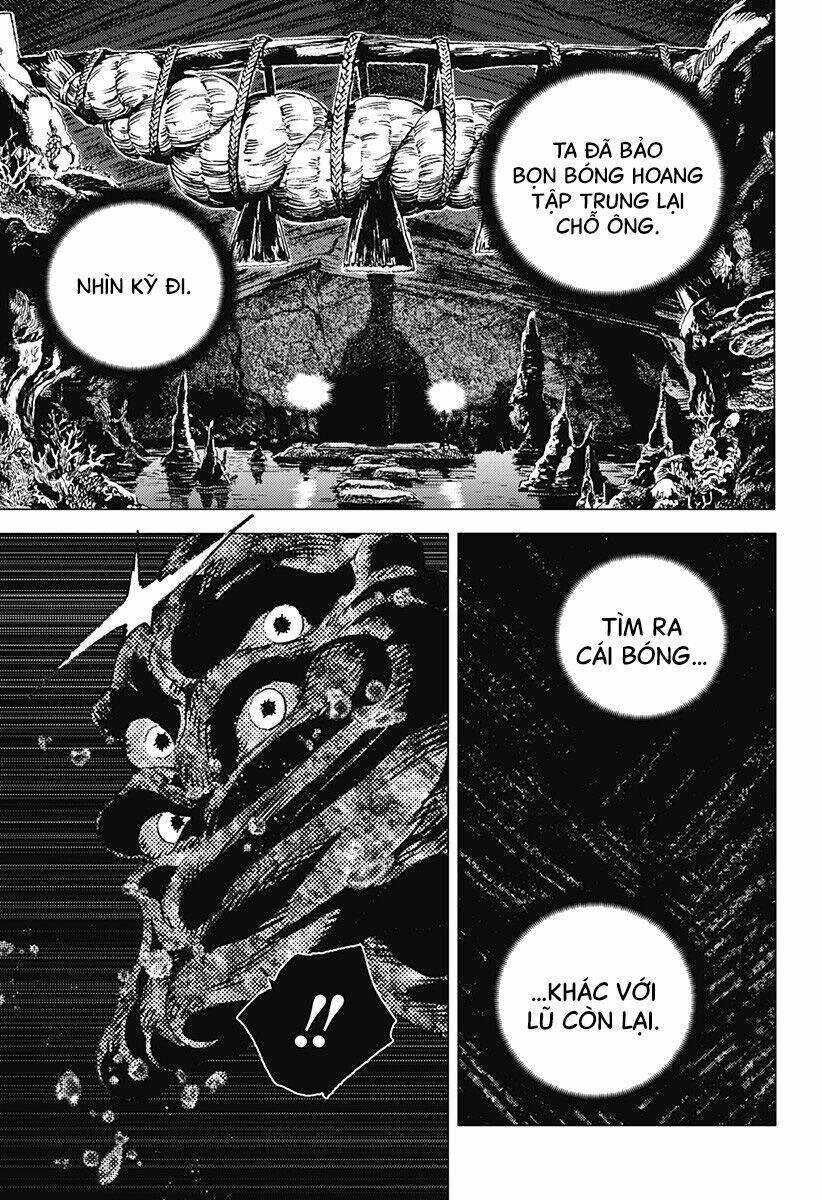 TA ĐÃ BẢO
BỌN BÓNG HOANG
TẬP TRUNG LẠI
CHỖ ÔNG.
NHÌN KỸ ĐI.
TÌM RA
CÁI BÓNG...
...KHÁC VỚI
LŨ CÒN LẠI.
!!